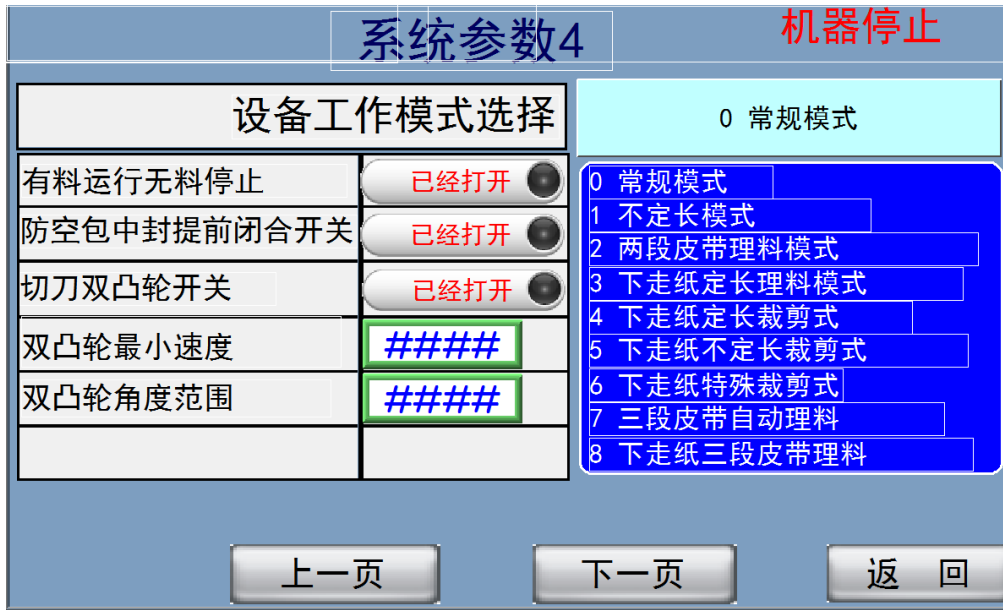 系统参数4
机器停止
设备工作模式选择
0 常规模式
有料运行无料停止
已经打开
防空包中封提前闭合开关
已经打开
切刀双凸轮开关
已经打开
双凸轮最小速度
####
双凸轮角度范围
####
0 常规模式
1 不定长模式
2 两段皮带理料模式
3 下走纸定长理料模式
4 下走纸定长裁剪式
5 下走纸不定长裁剪式
6 下走纸特殊裁剪式
7 三段皮带自动理料
8 下走纸三段皮带理料
上一页
下一页
返 回